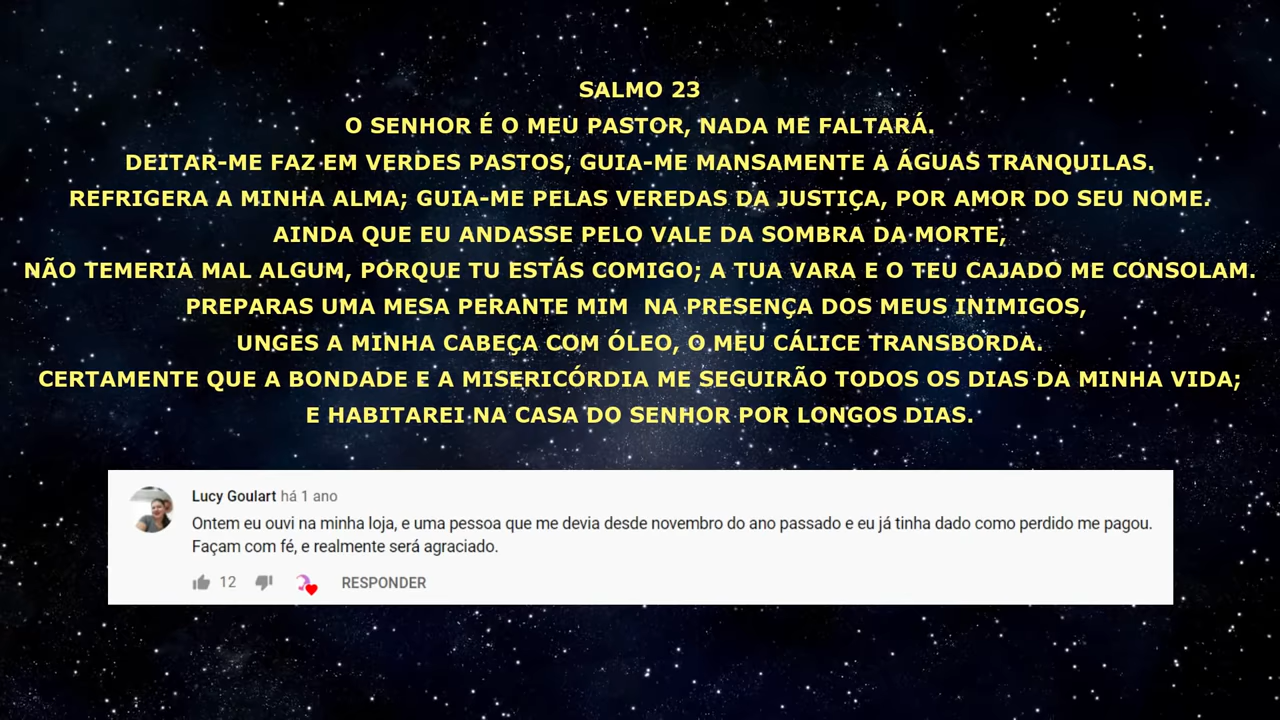 SALMO 23
O SENHOR É O MEU PASTOR, NADA ME FALTARÁ.
DEITAR-ME FAZ EM VERDES PASTOS, GUIA-ME MANSAMENTE A ÁGUAS TRANQUILAS.
REFRIGERA A MINHA ALMA; GUIA-ME PELAS VEREDAS DA JUSTIÇA, POR AMOR DO SEU NOME.
AINDA QUE EU ANDASSE PELO VALE DA SOMBRA DA MORTE,
NÃO TEMERIA MAL ALGUM, PORQUE TU ESTÁS COMIGO; A TUA VARA E O TEU CAJADO ME CONSOLAM.
PREPARAS UMA MESA PERANTE MIM  NA PRESENÇA DOS MEUS INIMIGOS,
UNGES A MINHA CABEÇA COM ÓLEO, O MEU CÁLICE TRANSBORDA.
CERTAMENTE QUE A BONDADE E A MISERICÓRDIA ME SEGUIRÃO TODOS OS DIAS DA MINHA VIDA;
E HABITAREI NA CASA DO SENHOR POR LONGOS DIAS.
Lucy Goulart há 1 ano
Ontem eu ouvi na minha loja, e uma pessoa que me devia desde novembro do ano passado e eu já tinha dado como perdido me pagou.
Façam com fé, e realmente será agraciado.
12 RESPONDER